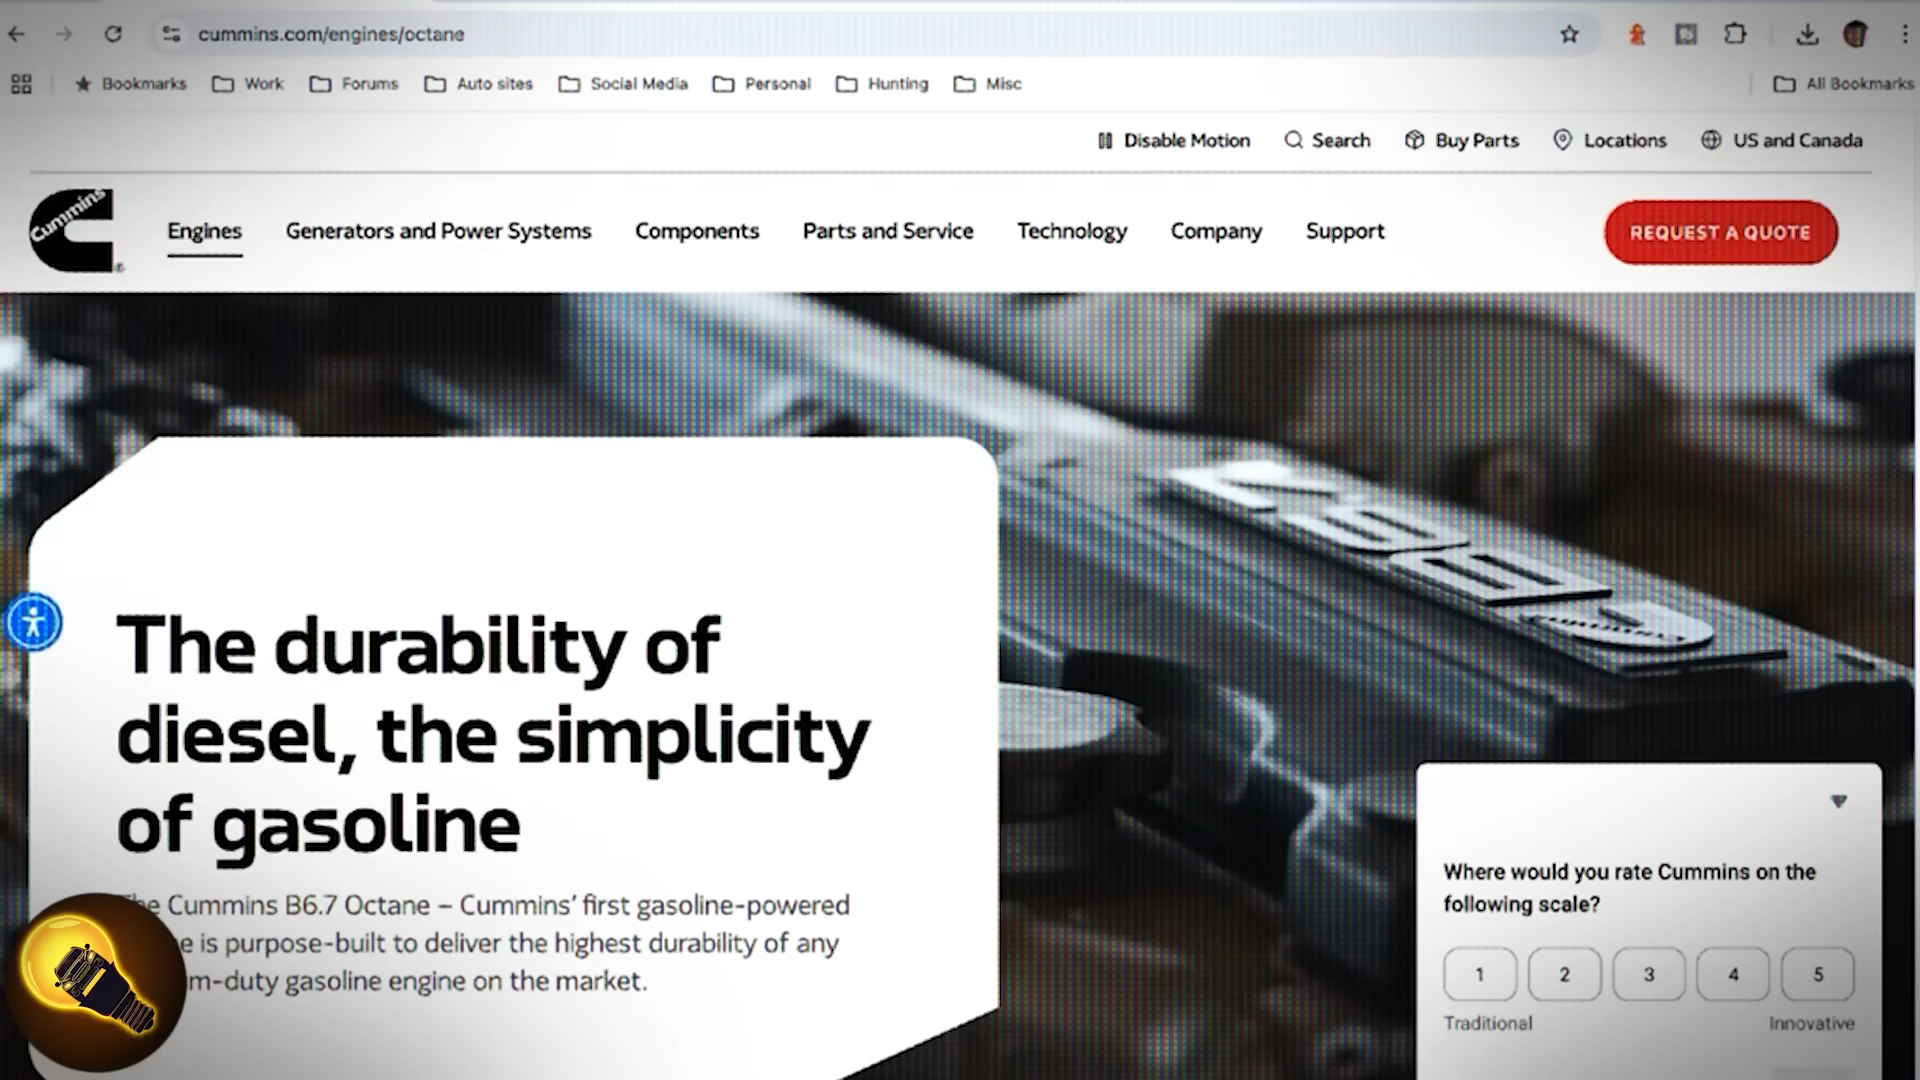 cummins.com/engines/octane
Bookmarks Work Forums Auto sites Social Media Personal Hunting Misc All Bookmarks
Disable Motion Search Buy Parts Locations US and Canada
Cummins
Engines Generators and Power Systems Components Parts and Service Technology Company Support REQUEST A QUOTE
The durability of
diesel, the simplicity
of gasoline
Cummins B6.7 Octane – Cummins’ first gasoline-powered
is purpose-built to deliver the highest durability of any
m-duty gasoline engine on the market.
Where would you rate Cummins on the
following scale?
1 2 3 4 5
Traditional Innovative